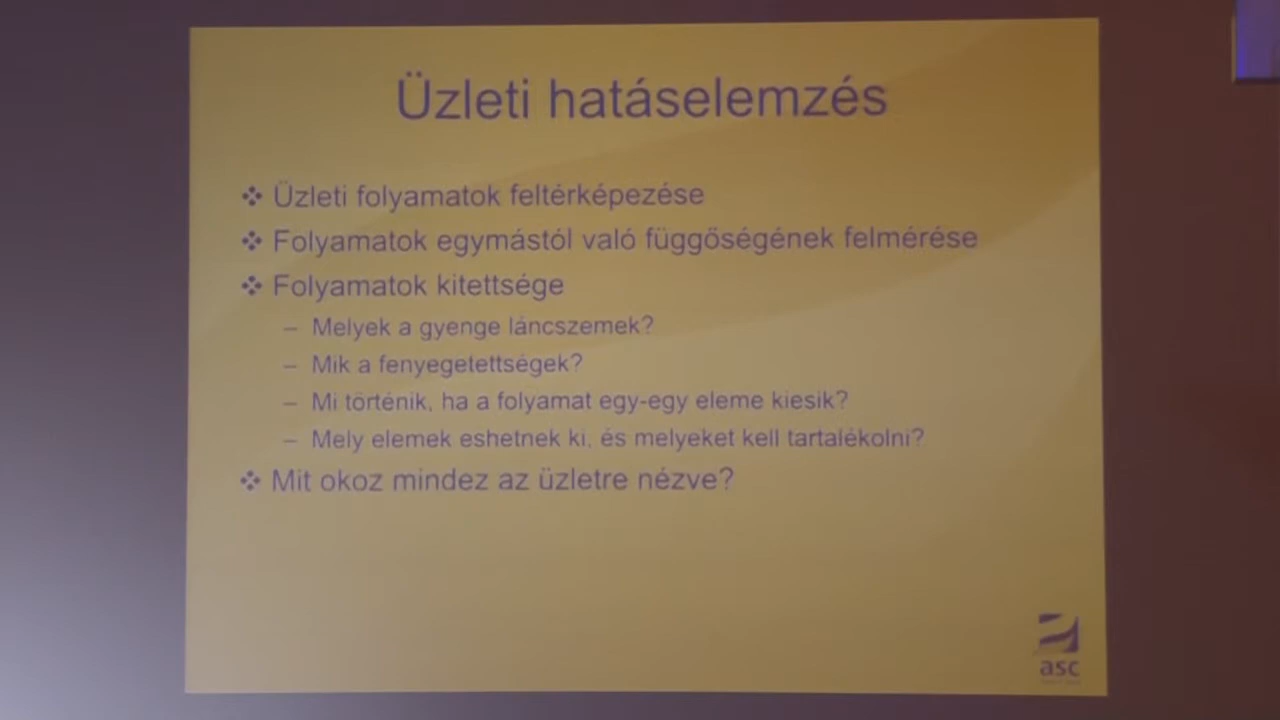 Üzleti hatáselemzés
❖ Üzleti folyamatok feltérképezése
❖ Folyamatok egymástól való függőségének felmérése
❖ Folyamatok kitettsége
– Melyek a gyenge láncszemek?
– Mik a fenyegetettségek?
– Mi történik, ha a folyamat egy-egy eleme kiesik?
– Mely elemek eshetnek ki, és melyeket kell tartalékolni?
❖ Mit okoz mindez az üzletre nézve?
asc